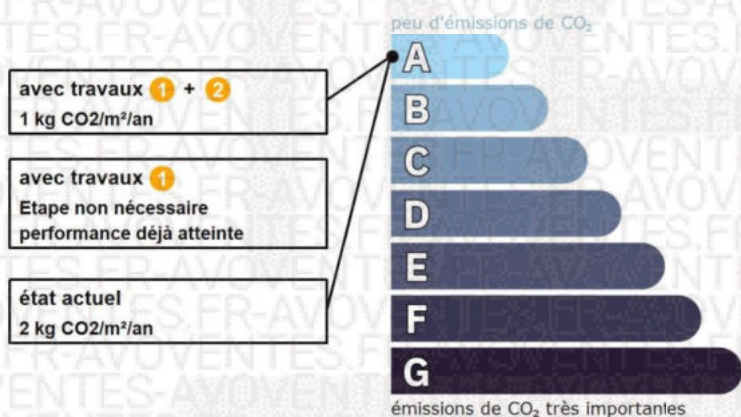 peu d'émissions de CO₂
avec travaux 1 + 2
1 kg CO2/m²/an
avec travaux 1
Etape non nécessaire
performance déjà atteinte
état actuel
2 kg CO2/m²/an
A
B
C
D
E
F
G
émissions de CO₂ très importantes